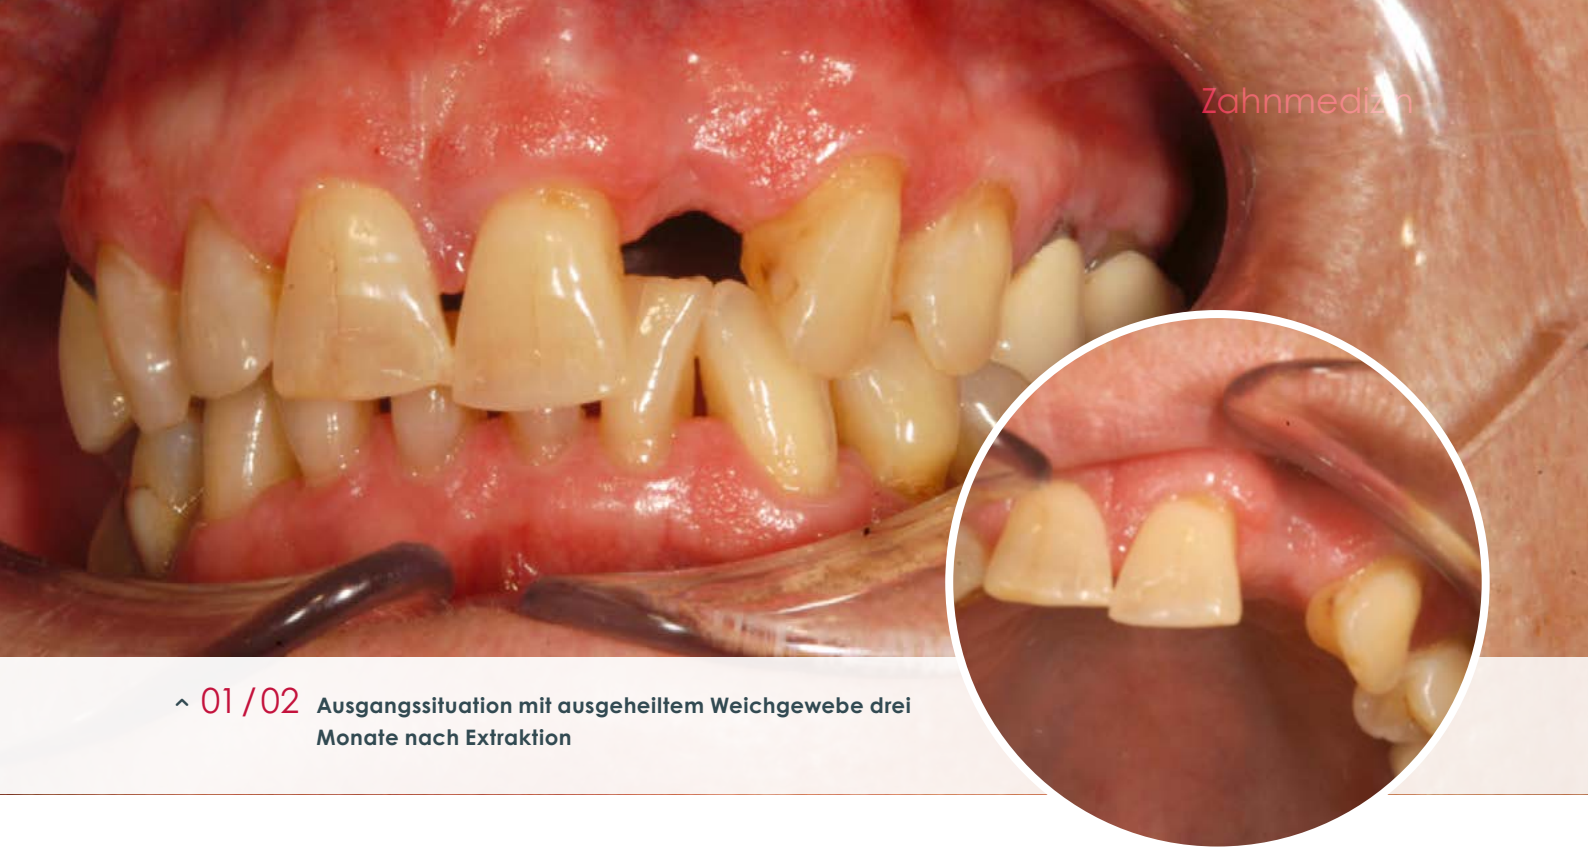 Zahnmedizin
^ 01/02 Ausgangssituation mit ausgeheiltem Weichgewebe drei
Monate nach Extraktion